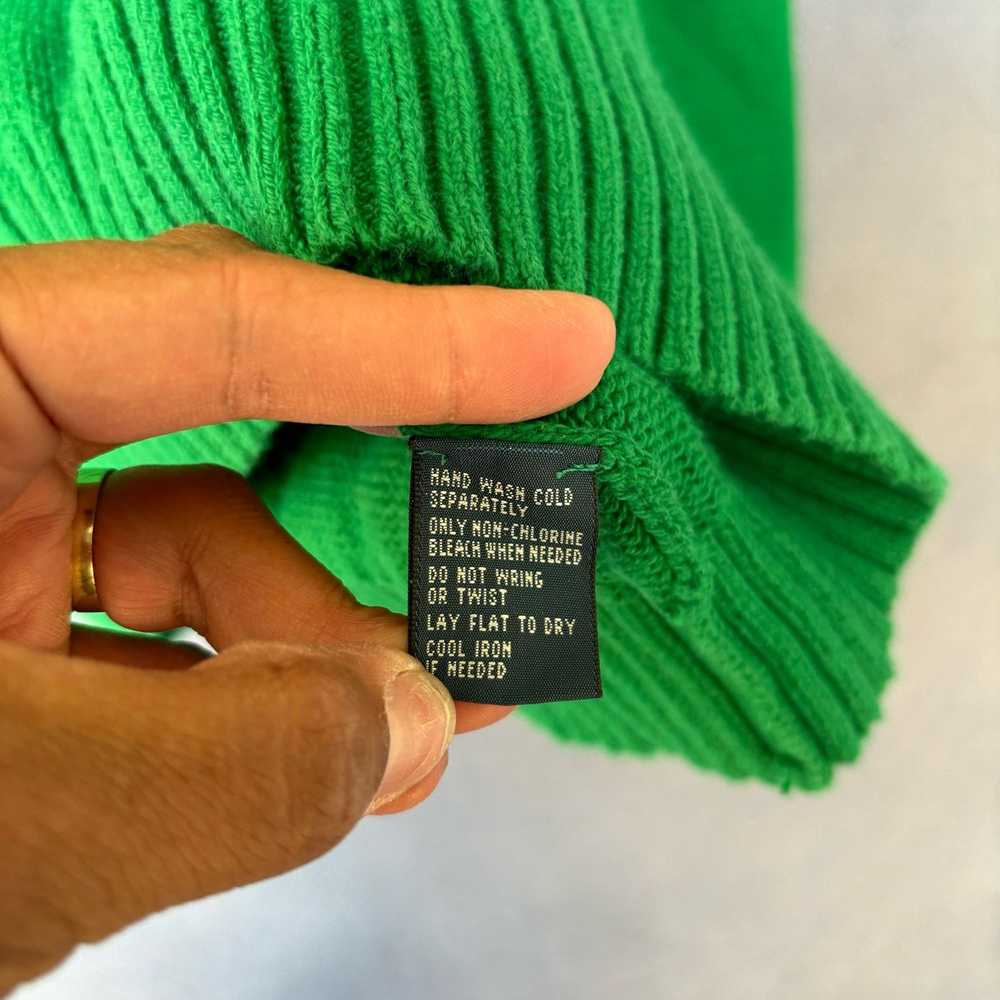 HAND WASH COLD
SEPARATELY
ONLY NON-CHLORINE
BLEACH WHEN NEEDED
DO NOT WRING
OR TWIST
LAY FLAT TO DRY
COOL IRON
IF NEEDED